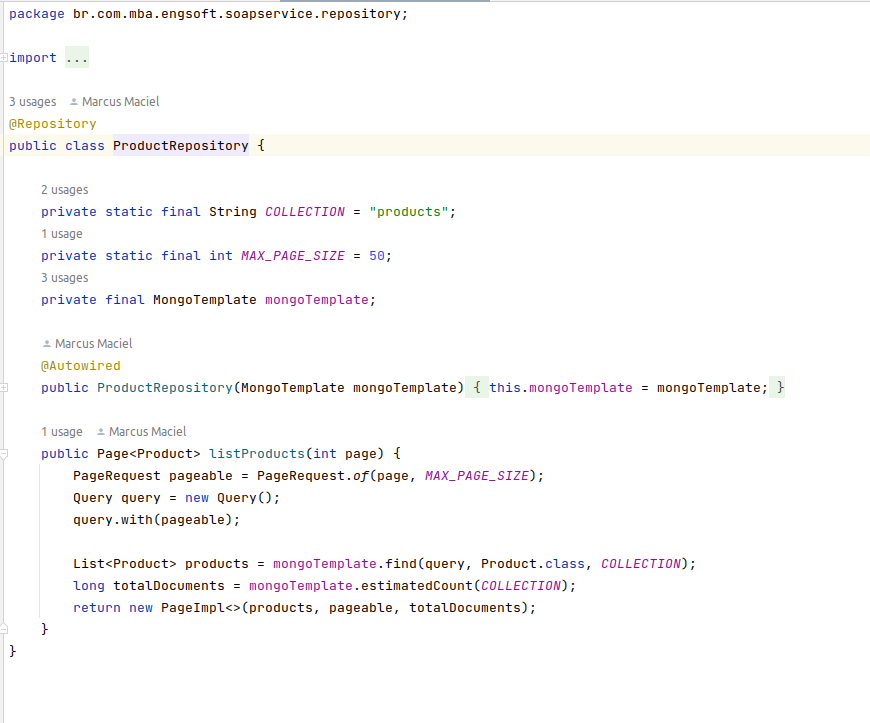 package br.com.mba.engsoft.soapservice.repository;
import ...
3 usages Marcus Maciel
@Repository
public class ProductRepository {
2 usages
private static final String COLLECTION = "products";
1 usage
private static final int MAX_PAGE_SIZE = 50;
3 usages
private final MongoTemplate mongoTemplate;
Marcus Maciel
@Autowired
public ProductRepository(MongoTemplate mongoTemplate) { this.mongoTemplate = mongoTemplate; }
1 usage Marcus Maciel
public Page<Product> listProducts(int page) {
PageRequest pageable = PageRequest.of(page, MAX_PAGE_SIZE);
Query query = new Query();
query.with(pageable);
List<Product> products = mongoTemplate.find(query, Product.class, COLLECTION);
long totalDocuments = mongoTemplate.estimatedCount(COLLECTION);
return new PageImpl<>(products, pageable, totalDocuments);
}
}